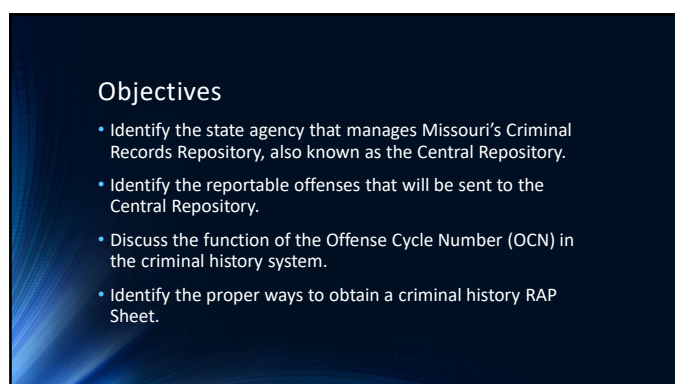 Objectives
• Identify the state agency that manages Missouri’s Criminal
Records Repository, also known as the Central Repository.
• Identify the reportable offenses that will be sent to the
Central Repository.
• Discuss the function of the Offense Cycle Number (OCN) in
the criminal history system.
• Identify the proper ways to obtain a criminal history RAP
Sheet.